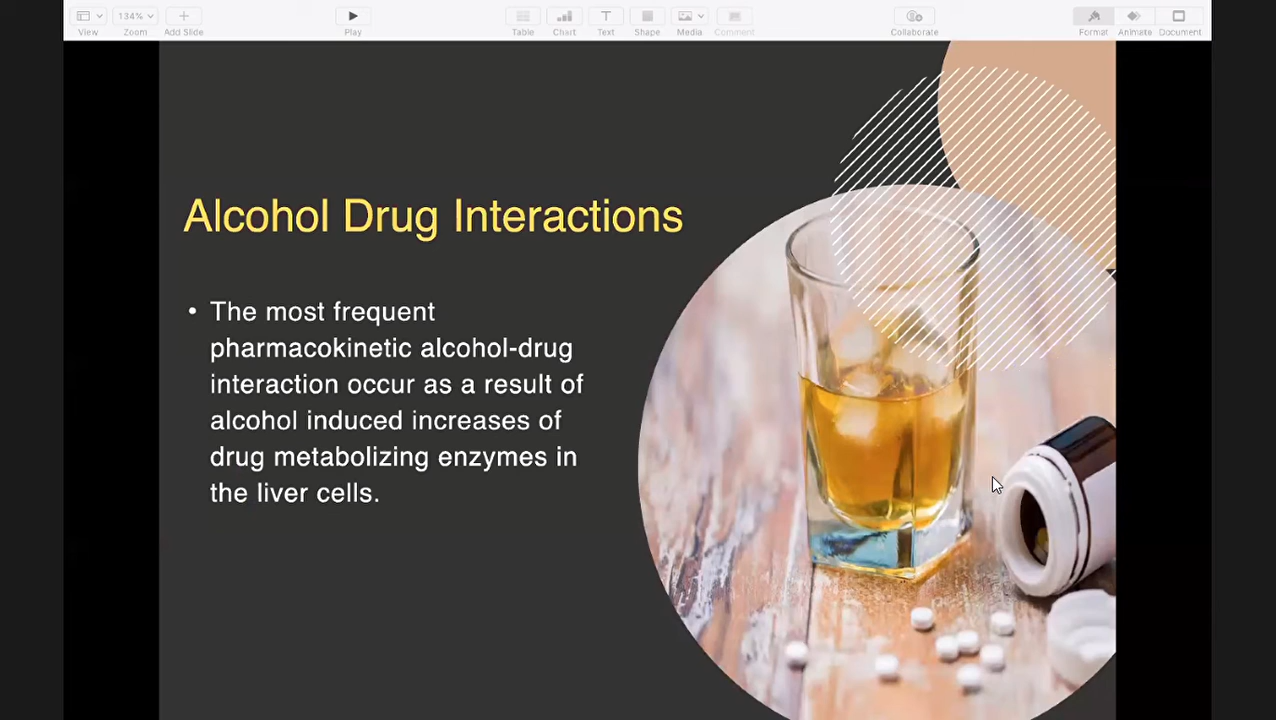 134%
View
Zoom
Add Slide
Play
Table
Chart
Text
Shape
Media
Comment
Collaborate
Format
Animate
Document
Alcohol Drug Interactions
• The most frequent
pharmacokinetic alcohol-drug
interaction occur as a result of
alcohol induced increases of
drug metabolizing enzymes in
the liver cells.